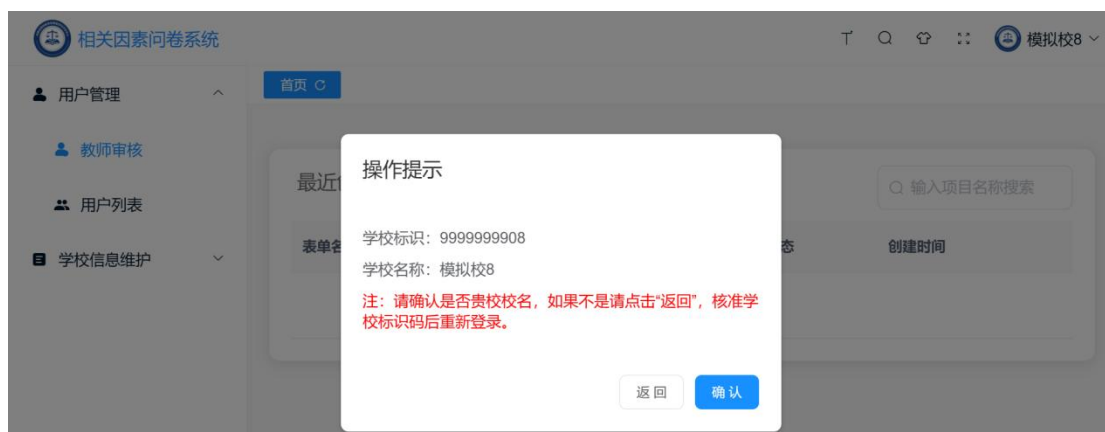 相关因素问卷系统
模拟校8
用户管理
首页
教师审核
用户列表
学校信息维护
最近
输入项目名称搜索
表单名
态
创建时间
操作提示
学校标识：9999999908
学校名称：模拟校8
注：请确认是否贵校校名，如果不是请点击“返回”，核准学
校标识码后重新登录。
返回
确认